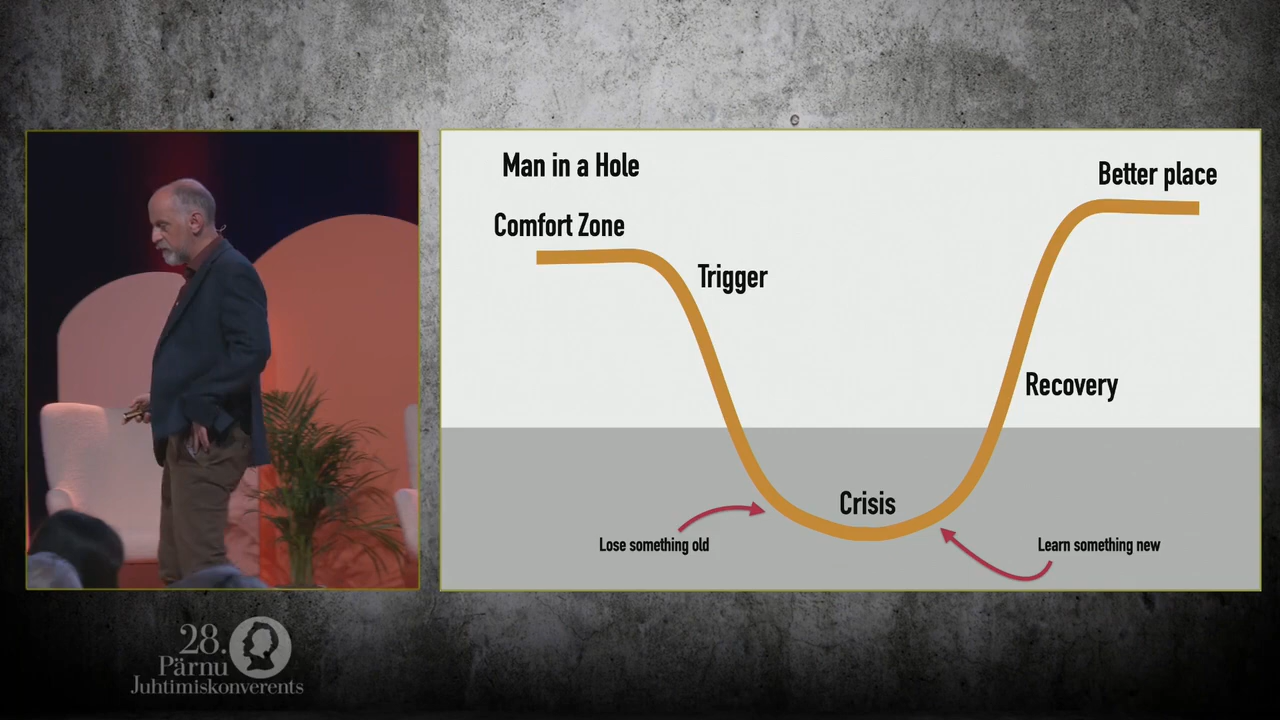 Man in a Hole
Comfort Zone
Better place
Trigger
Recovery
Crisis
Lose something old
Learn something new
28.
Pärnu
Juhtimiskonverents